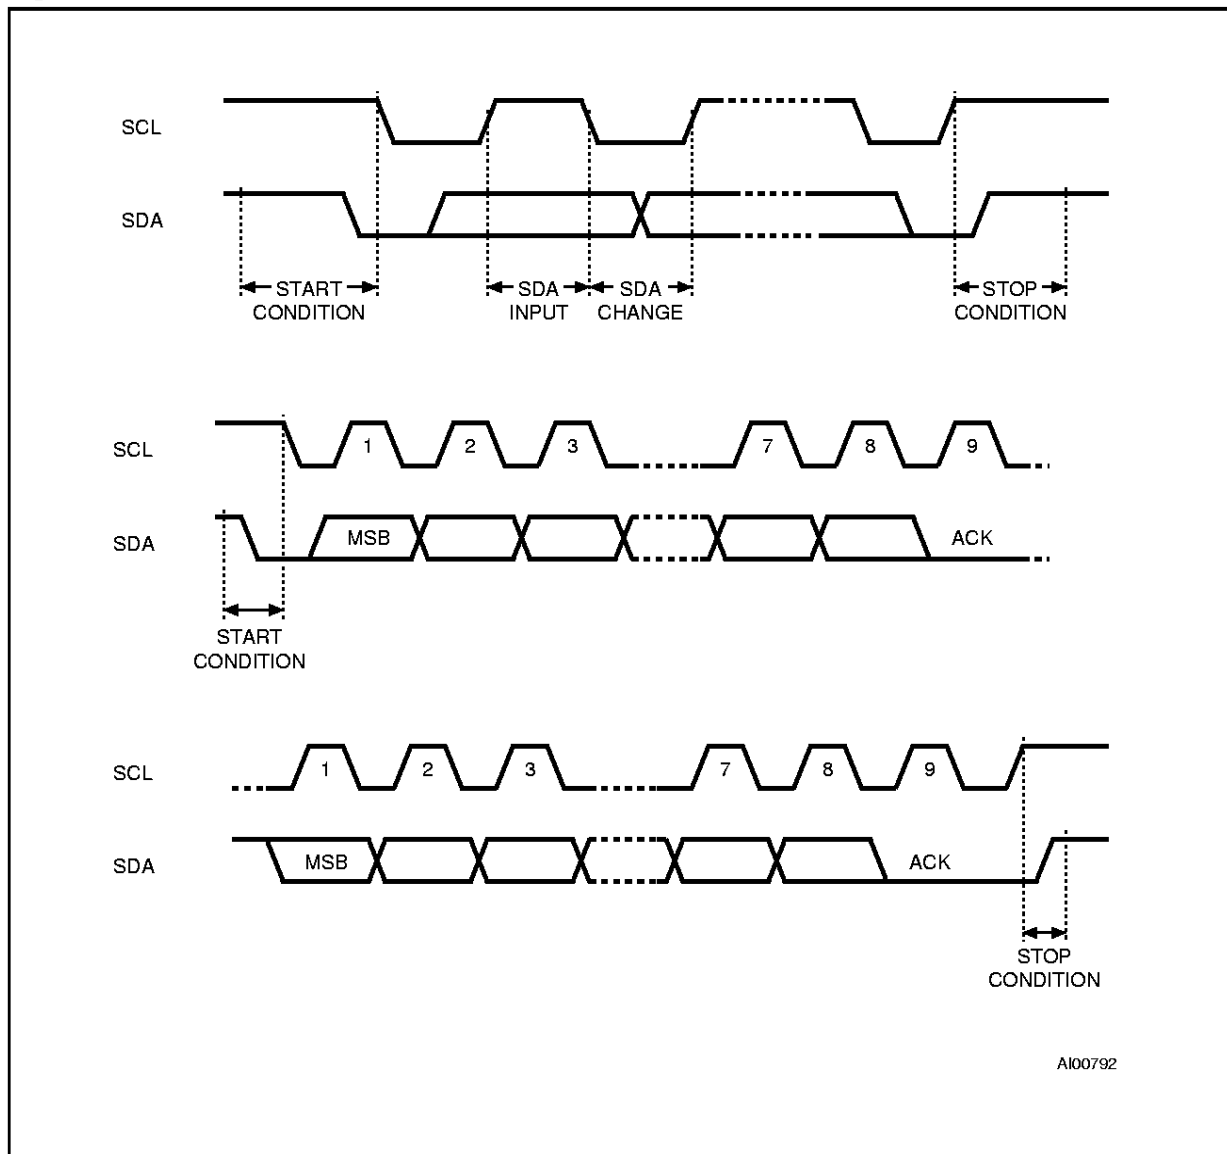 SCL
SDA
START
CONDITION
SDA
INPUT
SDA
CHANGE
STOP
CONDITION
SCL
1 2 3 7 8 9
SDA
MSB ACK
START
CONDITION
SCL
1 2 3 7 8 9
SDA
MSB ACK
STOP
CONDITION
AI00792